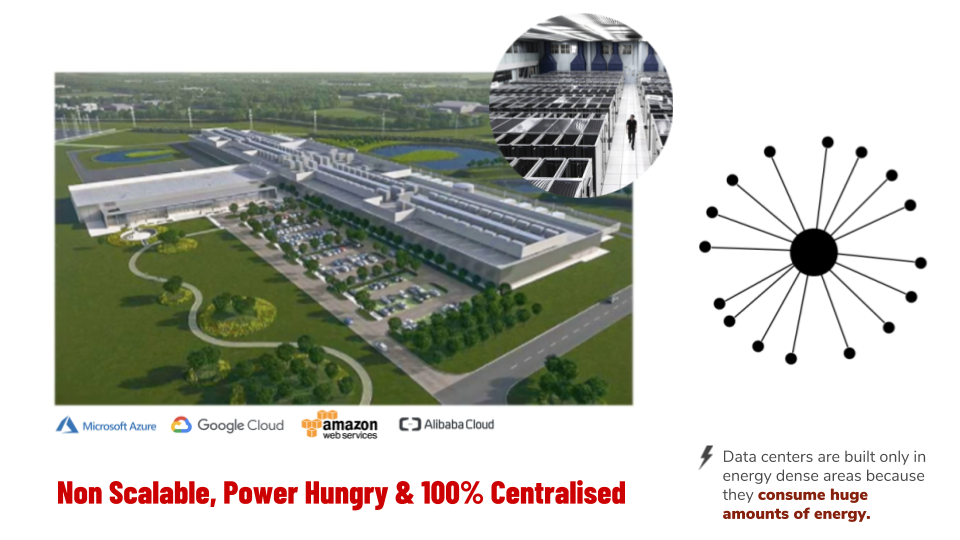 Microsoft Azure
Google Cloud
amazon
web services
Alibaba Cloud
Non Scalable, Power Hungry & 100% Centralised
Data centers are built only in
energy dense areas because
they consume huge
amounts of energy.